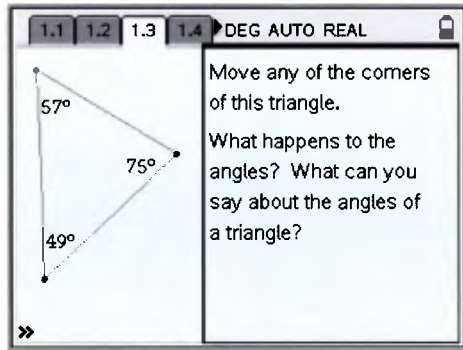 1.1 1.2 1.3 1.4 DEG AUTO REAL
Move any of the corners
of this triangle.
What happens to the
angles? What can you
say about the angles of
a triangle?
57°
75°
49°
»